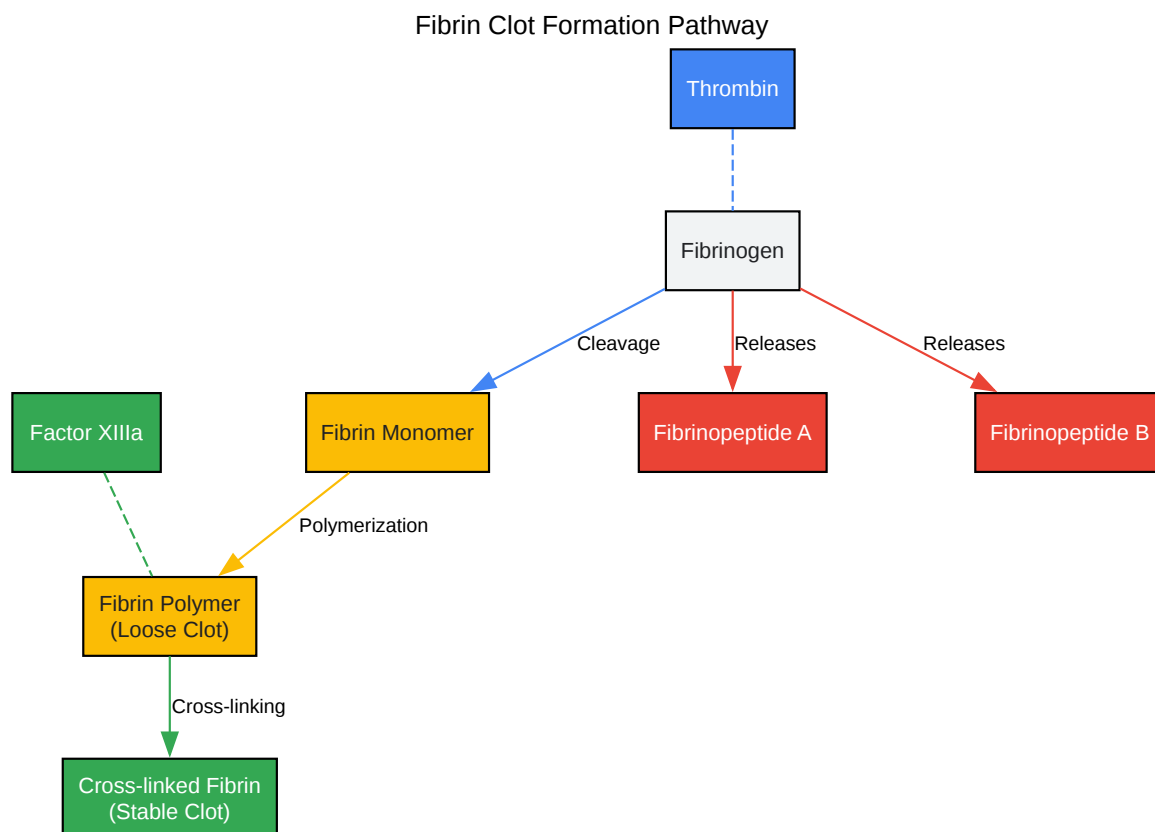 Fibrin Clot Formation Pathway
Thrombin
Fibrinogen
Cleavage
Releases
Releases
Factor XIIIa
Fibrin Monomer
Fibrinopeptide A
Fibrinopeptide B
Polymerization
Fibrin Polymer
(Loose Clot)
Cross-linking
Cross-linked Fibrin
(Stable Clot)